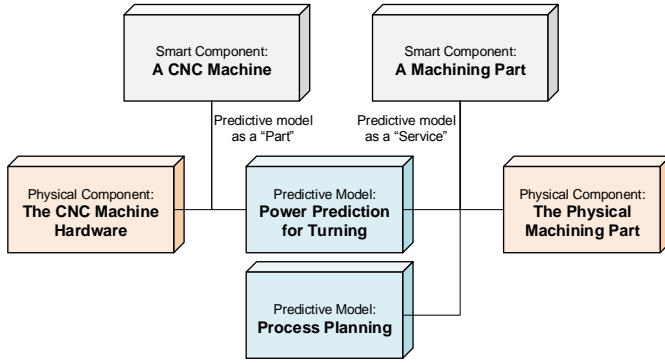 Smart Component:
A CNC Machine
Smart Component:
A Machining Part
Predictive model
as a “Part”
Predictive model
as a “Service”
Physical Component:
The CNC Machine
Hardware
Predictive Model:
Power Prediction
for Turning
Physical Component:
The Physical
Machining Part
Predictive Model:
Process Planning